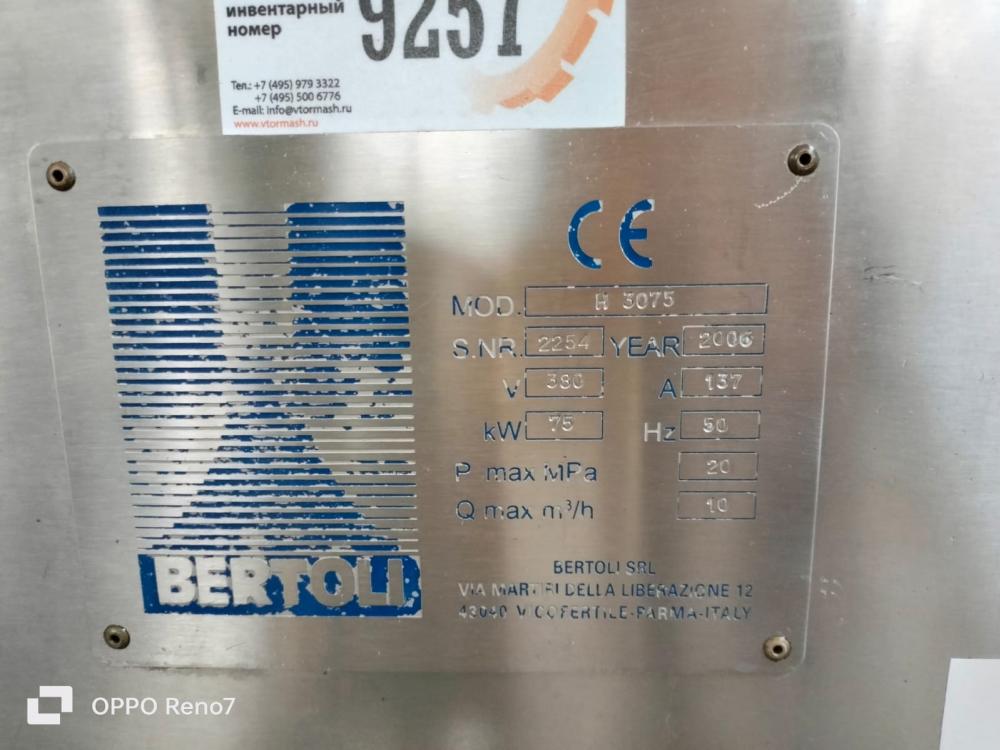 инвентарный
номер
9257
Тел.: +7 (495) 979 3322
+7 (495) 500 6776
E-mail: info@vtormash.ru
www.vtormash.ru
CE
MOD. H 3075
S.NR. 2254 YEAR 2006
V 380 A 137
kW 75 Hz 50
P max MPa 20
Q max m³/h 10
BERTOLI
BERTOLI SRL
VIA MARTIRI DELLA LIBERAZIONE 12
43040 VICOFERTILE-PARMA-ITALY
OPPO Reno7